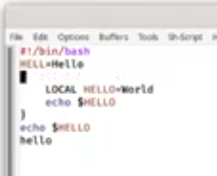 File Edit Options Buffers Tools Sh-Script
#!/bin/bash
HELL=Hello
LOCAL HELLO=World
echo $HELLO
}
echo $HELLO
hello